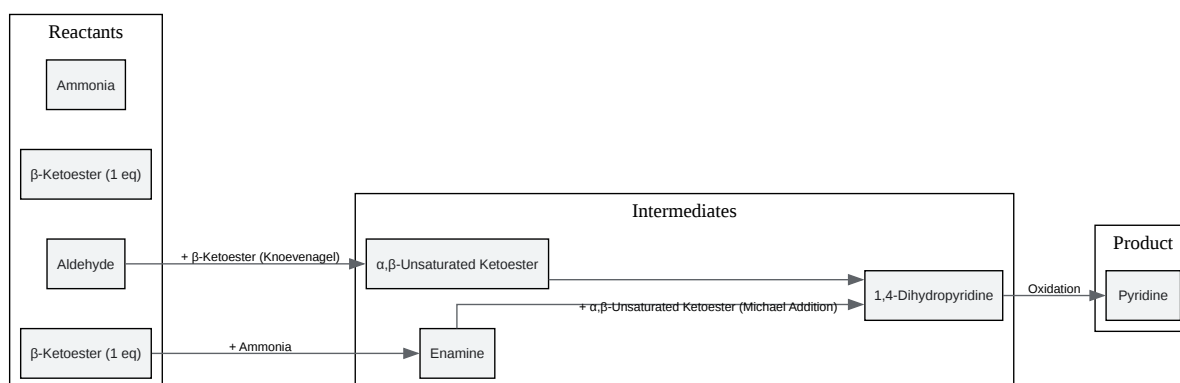 Reactants
Ammonia
β-Ketoester (1 eq)
Aldehyde
β-Ketoester (1 eq)
+ β-Ketoester (Knoevenagel)
+ Ammonia
Intermediates
α,β-Unsaturated Ketoester
+ α,β-Unsaturated Ketoester (Michael Addition)
Enamine
1,4-Dihydropyridine
Oxidation
Product
Pyridine